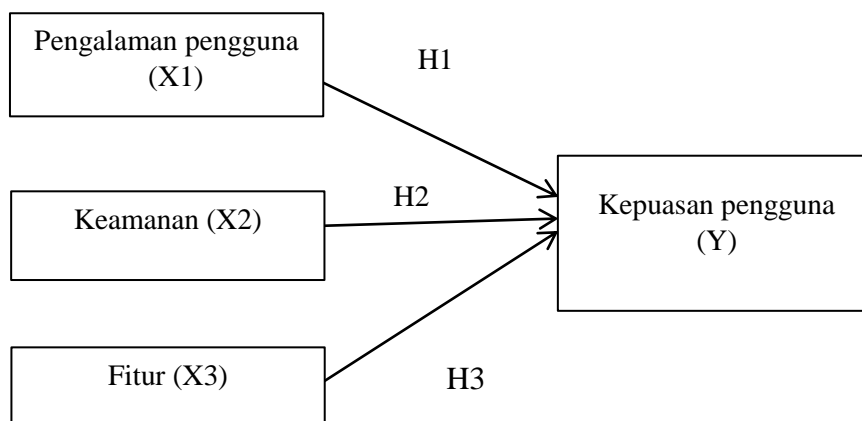 Pengalaman pengguna
(X1)
H1
Keamanan (X2)
H2
Kepuasan pengguna
(Y)
Fitur (X3)
H3